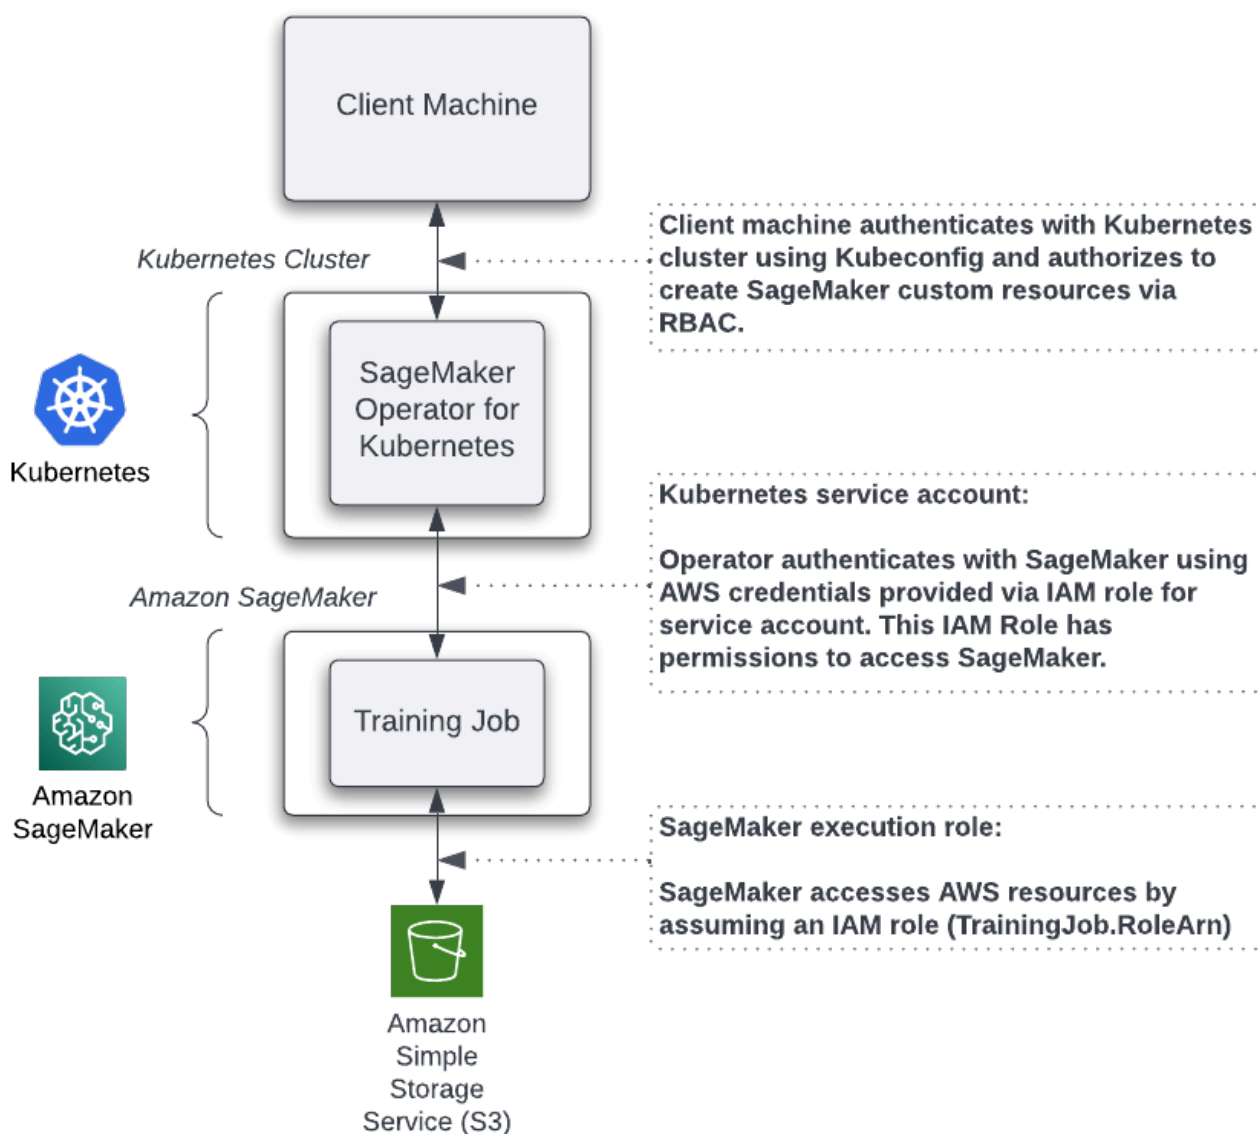 Client Machine
Client machine authenticates with Kubernetes
cluster using Kubeconfig and authorizes to
create SageMaker custom resources via
RBAC.
Kubernetes Cluster
SageMaker
Operator for
Kubernetes
Kubernetes
Kubernetes service account:
Operator authenticates with SageMaker using
AWS credentials provided via IAM role for
service account. This IAM Role has
permissions to access SageMaker.
Amazon SageMaker
Training Job
Amazon
SageMaker
SageMaker execution role:
SageMaker accesses AWS resources by
assuming an IAM role (TrainingJob.RoleArn)
Amazon
Simple
Storage
Service (S3)